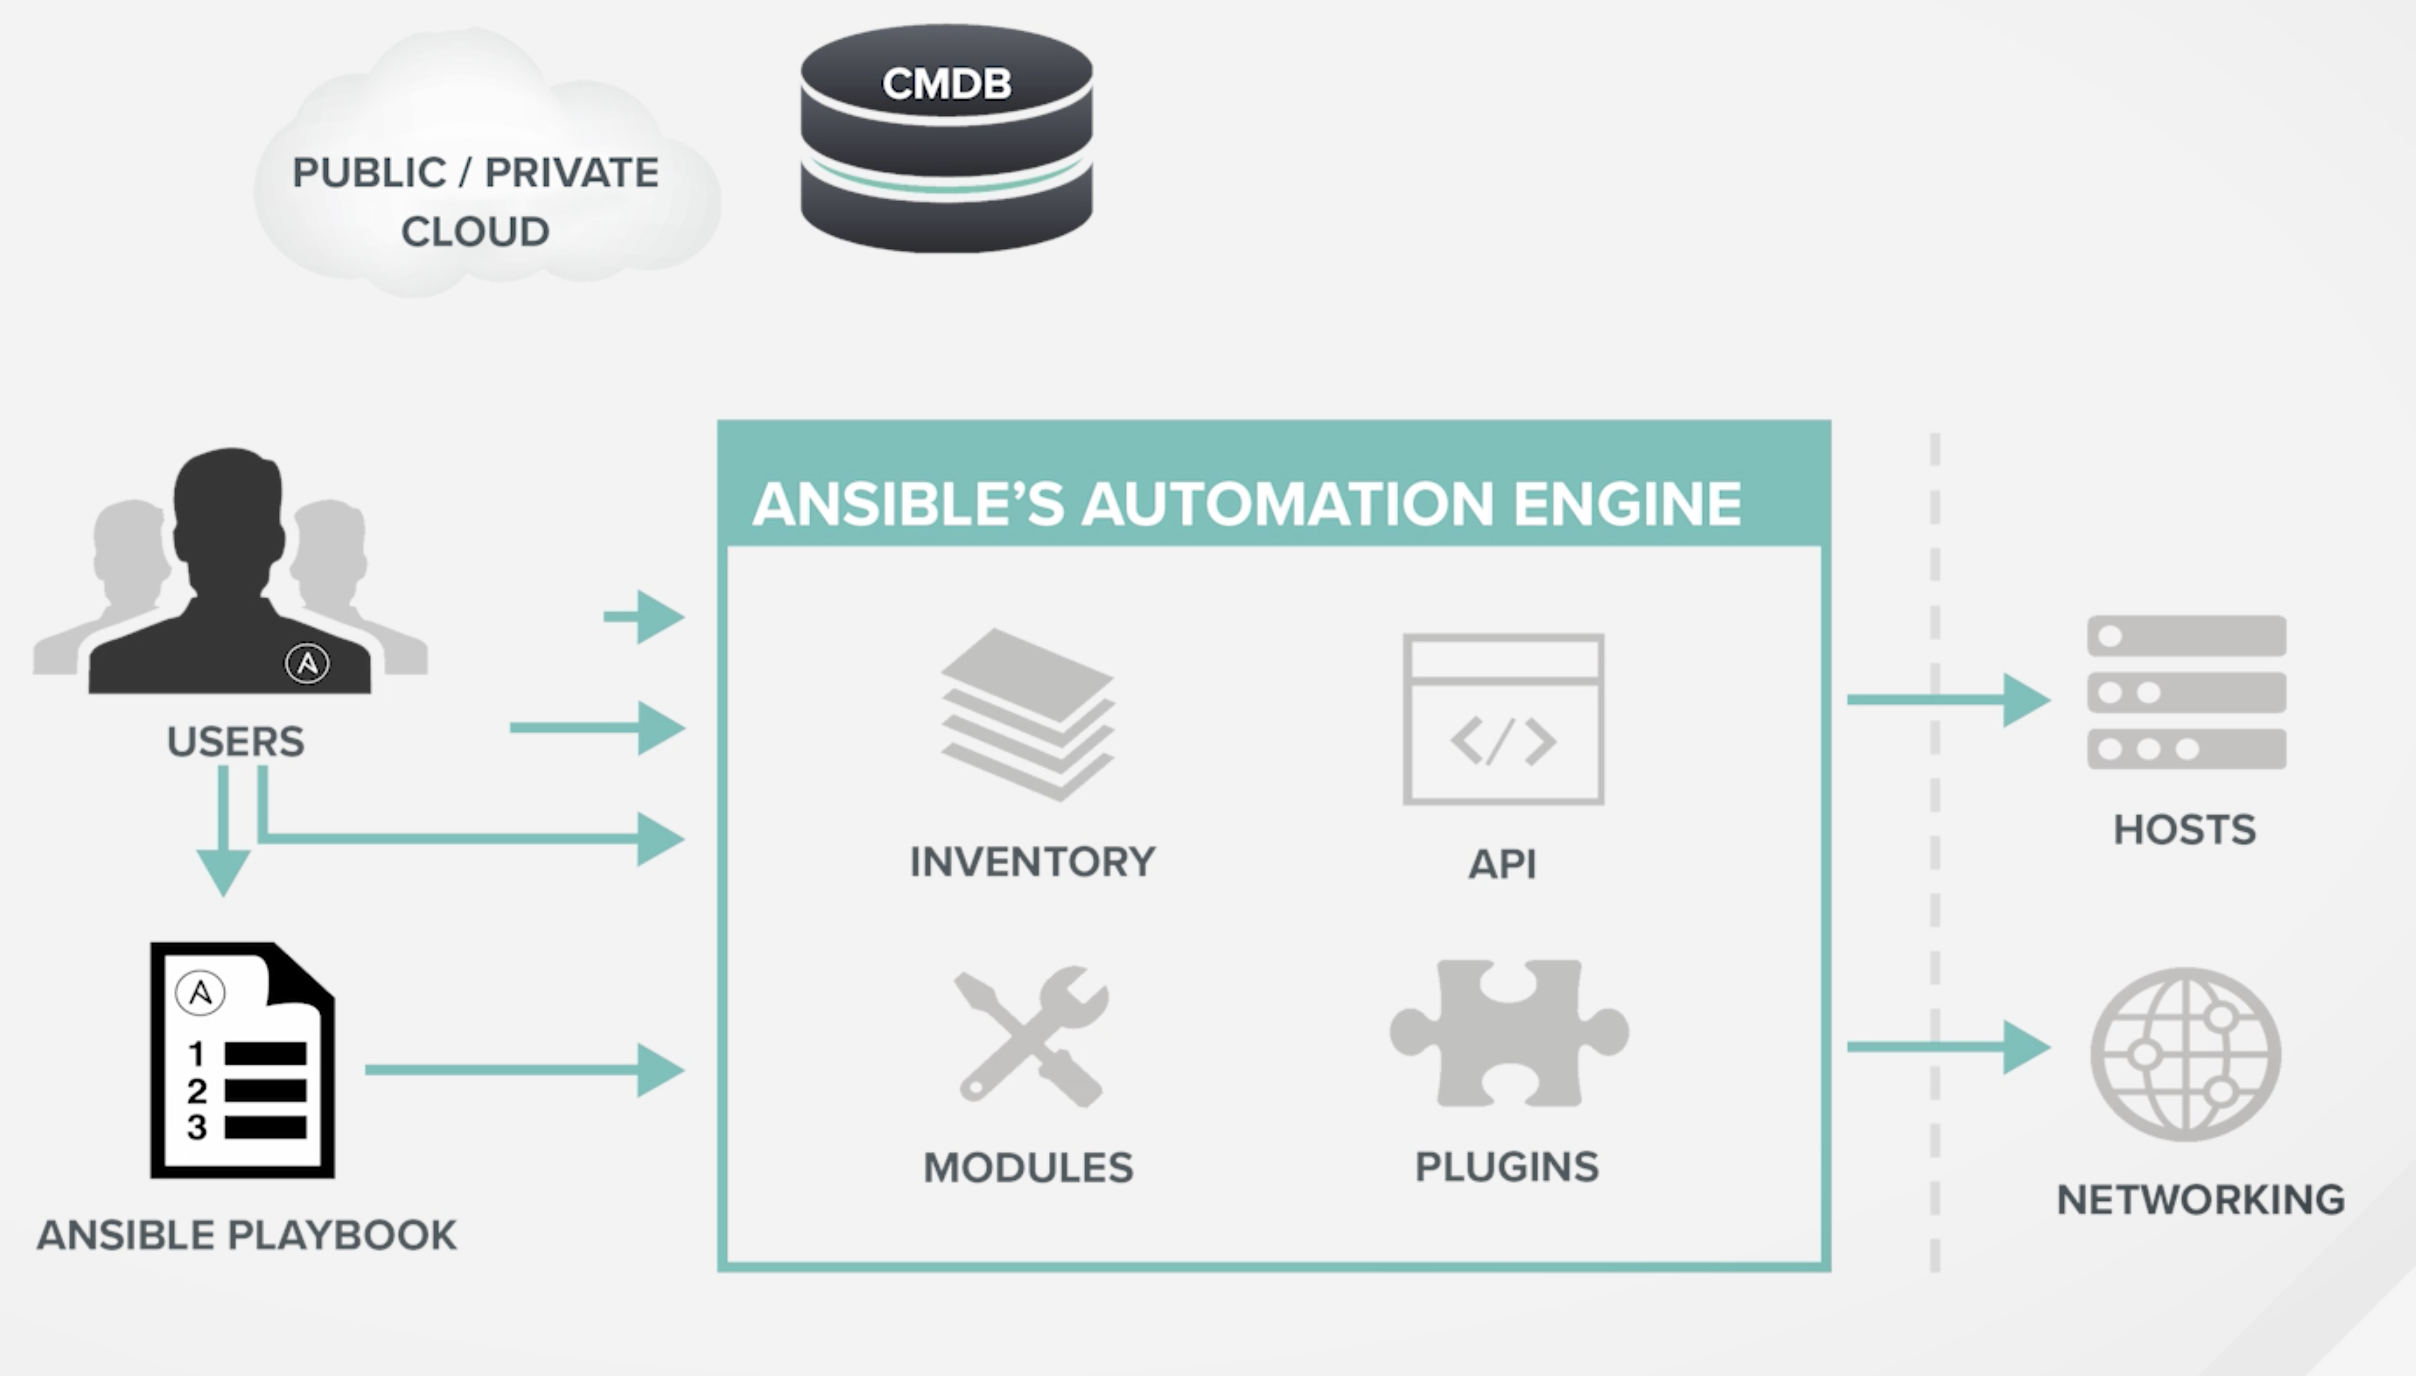 CMDB
PUBLIC / PRIVATE
CLOUD
ANSIBLE’S AUTOMATION ENGINE
USERS
INVENTORY
API
HOSTS
1
2
3
MODULES
PLUGINS
NETWORKING
ANSIBLE PLAYBOOK